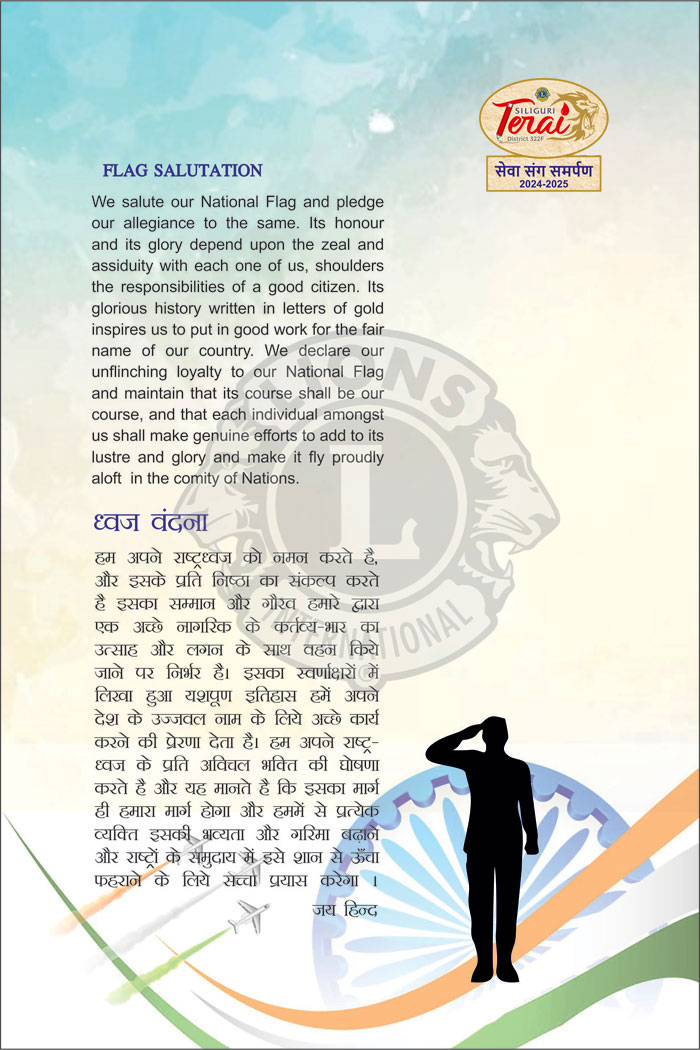 SILIGURI
Terai
District 322F
सेवा संग समर्पण
2024-2025
FLAG SALUTATION
We salute our National Flag and pledge
our allegiance to the same. Its honour
and its glory depend upon the zeal and
assiduity with each one of us, shoulders
the responsibilities of a good citizen. Its
glorious history written in letters of gold
inspires us to put in good work for the fair
name of our country. We declare our
unflinching loyalty to our National Flag
and maintain that its course shall be our
course, and that each individual amongst
us shall make genuine efforts to add to its
lustre and glory and make it fly proudly
aloft in the comity of Nations.
LIONS
L
INTERNATIONAL
®
ध्वज वंदना
हम अपने राष्ट्रध्वज को नमन करते है,
और इसके प्रति निष्ठा का संकल्प करते
है इसका सम्मान और गौरव हमारे द्वारा
एक अच्छे नागरिक के कर्तव्य-भार का
उत्साह और लगन के साथ वहन किये
जाने पर निर्भर है। इसका स्वर्णाक्षरों में
लिखा हुआ यशपूण इतिहास हमें अपने
देश के उज्जवल नाम के लिये अच्छे कार्य
करने की प्रेरणा देता है। हम अपने राष्ट्र-
ध्वज के प्रति अविचल भक्ति की घोषणा
करते है और यह मानते है कि इसका मार्ग
ही हमारा मार्ग होगा और हममें से प्रत्येक
व्यक्ति इसकी भव्यता और गरिमा बढ़ाने
और राष्ट्रों के समुदाय में इसे शान से ऊँचा
फहराने के लिये सच्चा प्रयास करेगा ।
जय हिन्द